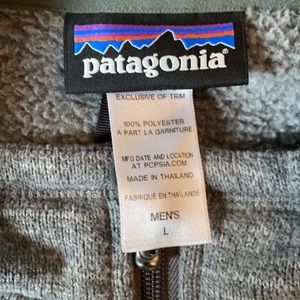 patagonia
EXCLUSIVE OF TRIM
100% POLYESTER
A PART LA GARNITURE
MFG DATE AND LOCATION
AT PCPSIA.COM
MADE IN THAILAND
FABRIQUÉ EN THAÏLANDE
MEN'S
L